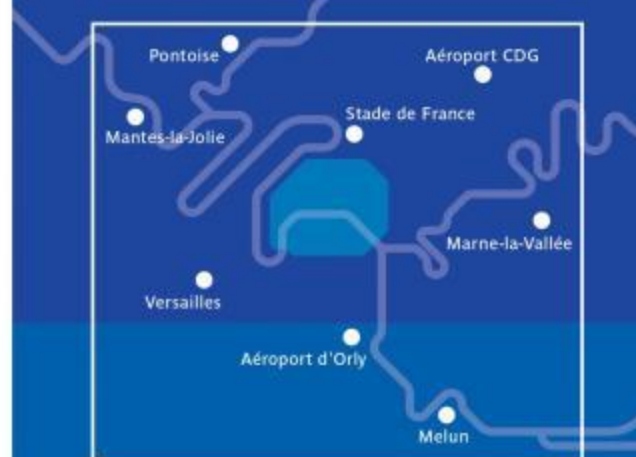 Pontoise
Aéroport CDG
Stade de France
Mantes-la-Jolie
Marne-la-Vallée
Versailles
Aéroport d'Orly
Melun